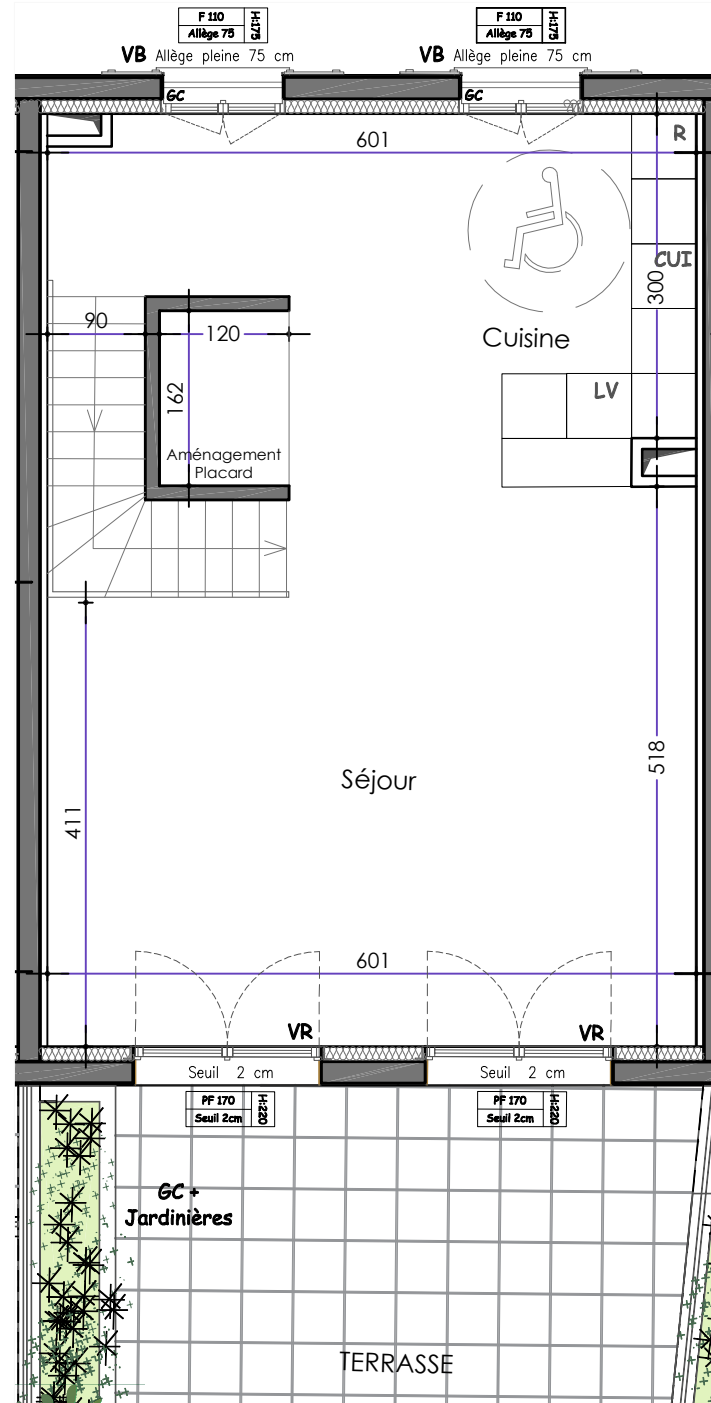 F 110
Allège 75
H:175
F 110
Allège 75
H:175
VB Allège pleine 75 cm
VB Allège pleine 75 cm
GC
GC
601
R
CUI
300
90
120
Cuisine
162
LV
Aménagement
Placard
Séjour
518
411
601
VR
VR
Seuil 2 cm
Seuil 2 cm
PF 170
Seuil 2cm
H:220
PF 170
Seuil 2cm
H:220
GC +
Jardinières
TERRASSE